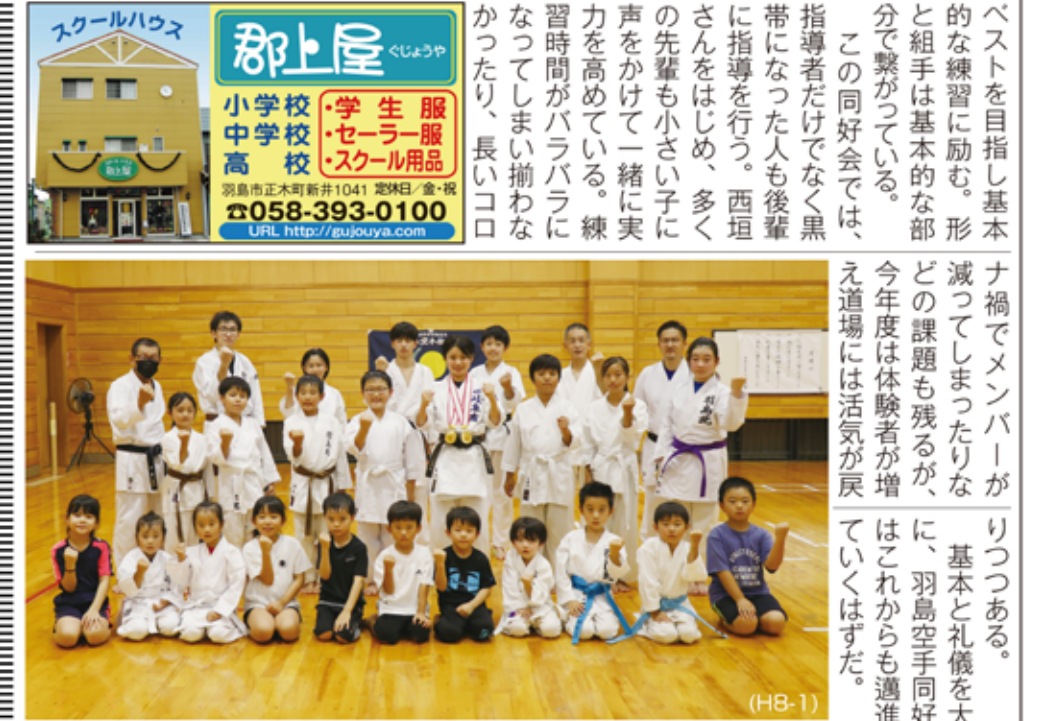 ベストを目指し基本
的な練習に励む。形
と組手は基本的な部
分で繋がっている。
この同好会では、
指導者だけでなく黒
帯になった人も後輩
に指導を行う。西垣
さんをはじめ、多く
の先輩も小さい子に
声をかけて一緒に実
力を高めている。練
習時間がバラバラに
なってしまい揃わな
かったり、長いコロ
ナ禍でメンバーが
減ってしまったりな
どの課題も残るが、
今年度は体験者が増
え道場には活気が戻
りつつある。
基本と礼儀を大
に、羽島空手同好
はこれからも邁進
ていくはずだ。
スクールハウス
郡上屋 ぐじょうや
小学校 ・学生服
中学校 ・セーラー服
高校 ・スクール用品
羽島市正木町新井1041 定休日／金・祝
☎058-393-0100
URL http://gujouya.com
(H8-1)